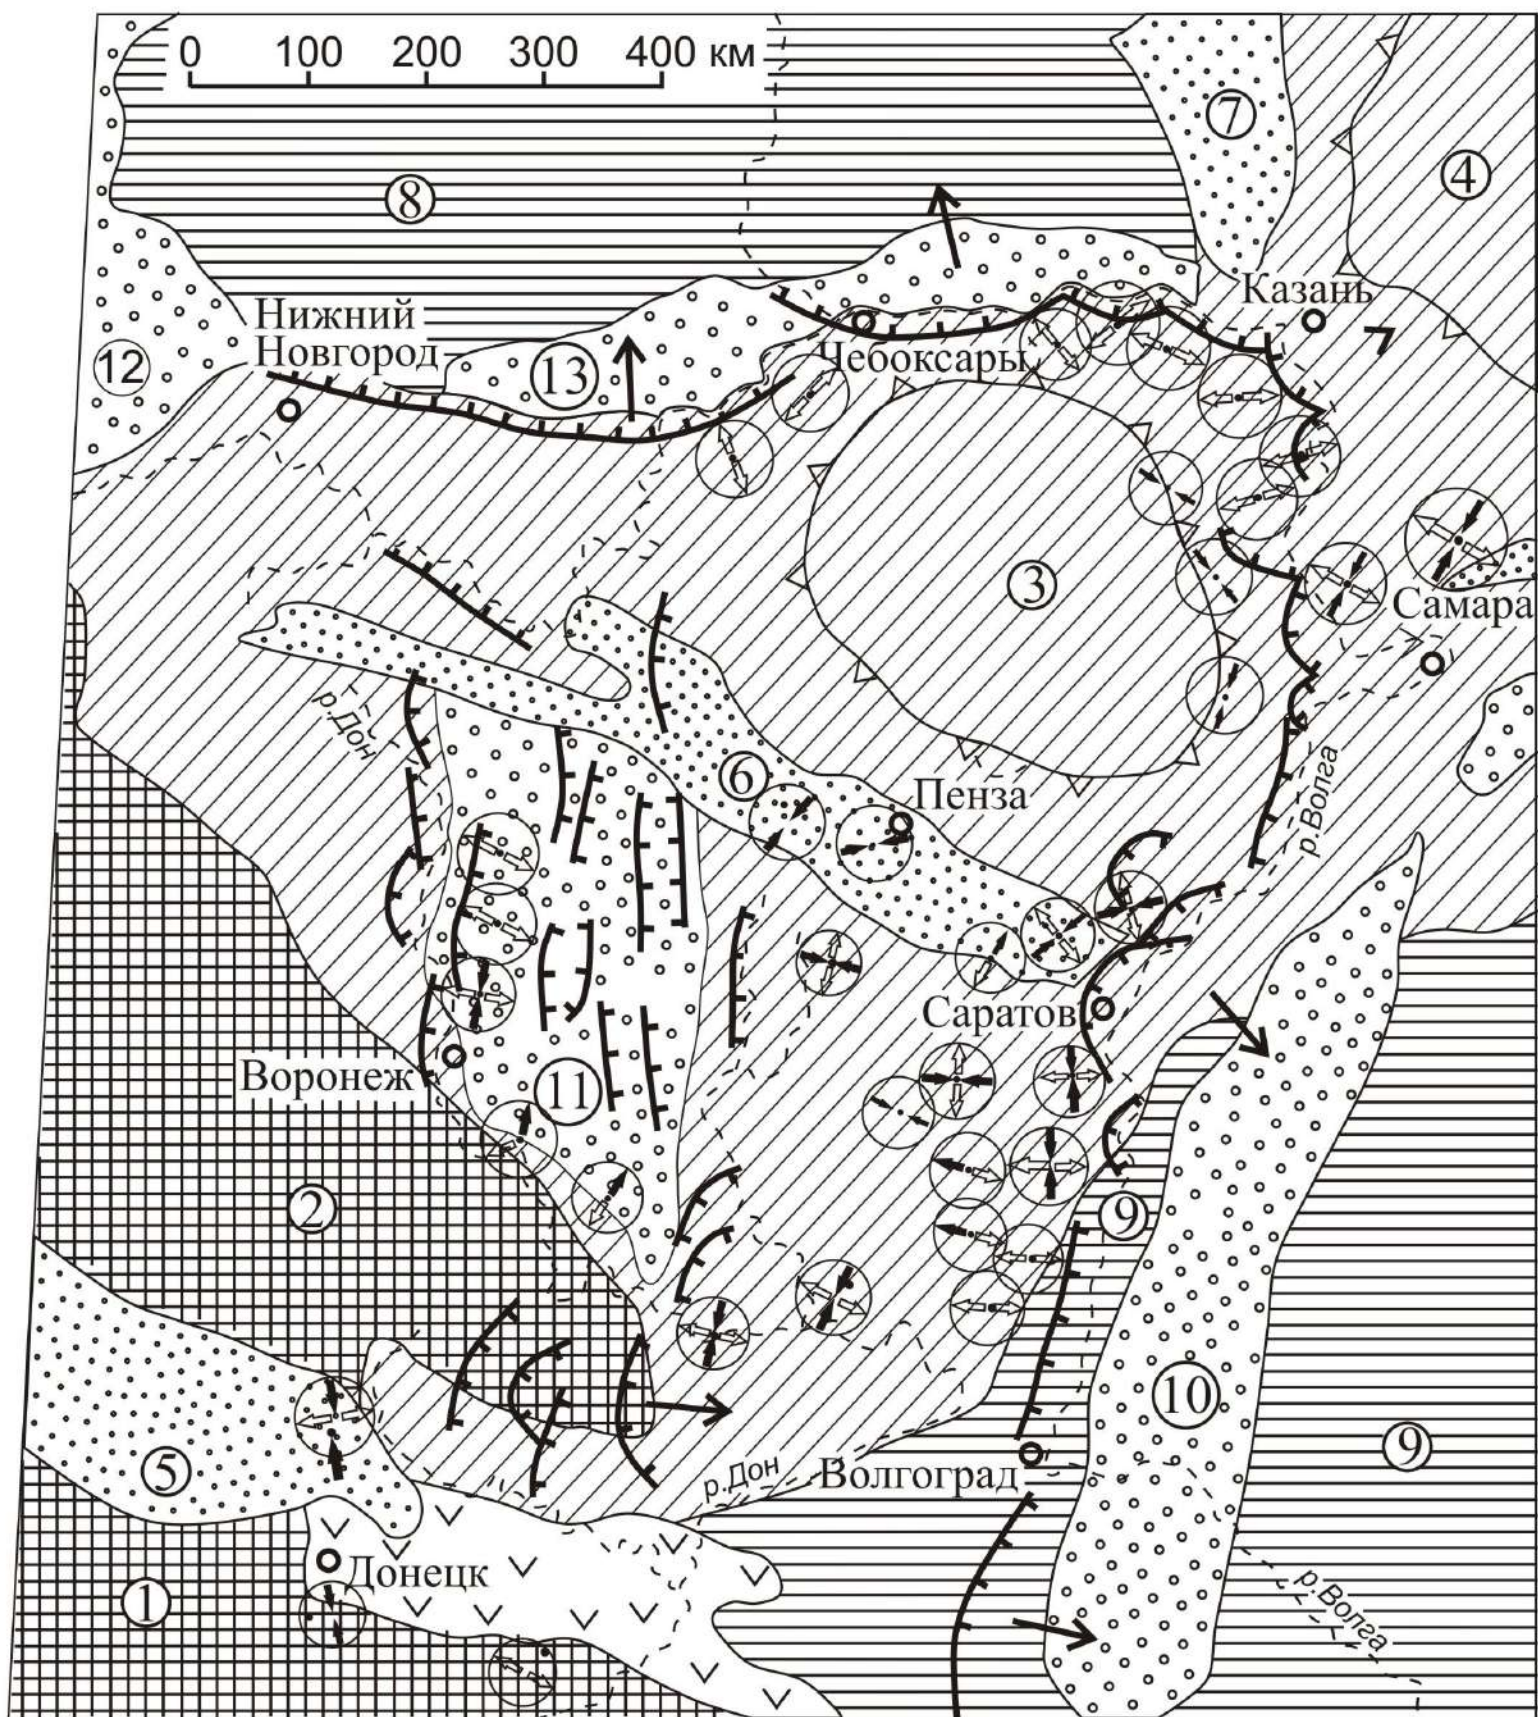 0 100 200 300 400 км
7
4
8
Казань
Нижний
Новгород
Чебоксары
12
13
3
Самара
р.Дон
6
Пенза
р.Волга
Саратов
Воронеж
11
2
9
10
9
5
р.Дон
Волгоград
Донецк
1
р.Волга